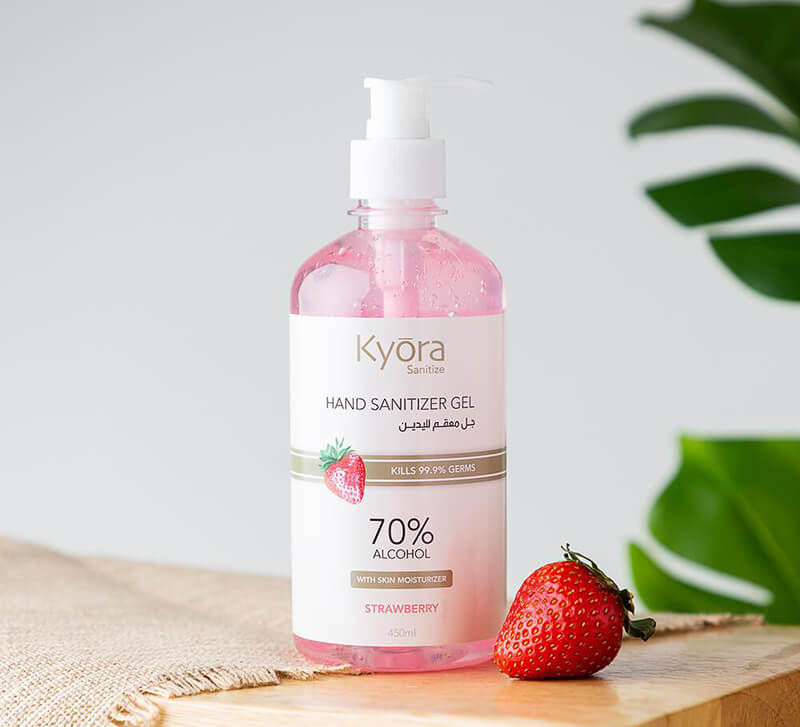 Kyōra
Sanitize
HAND SANITIZER GEL
جل معقم لليدين
KILLS 99.9% GERMS
70%
ALCOHOL
WITH SKIN MOISTURIZER
STRAWBERRY
450ml